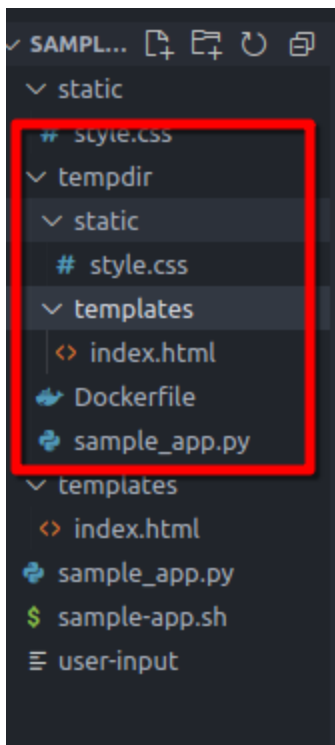 SAMPL...
static
style.css
tempdir
static
# style.css
templates
<> index.html
Dockerfile
sample_app.py
templates
<> index.html
sample_app.py
$ sample-app.sh
user-input